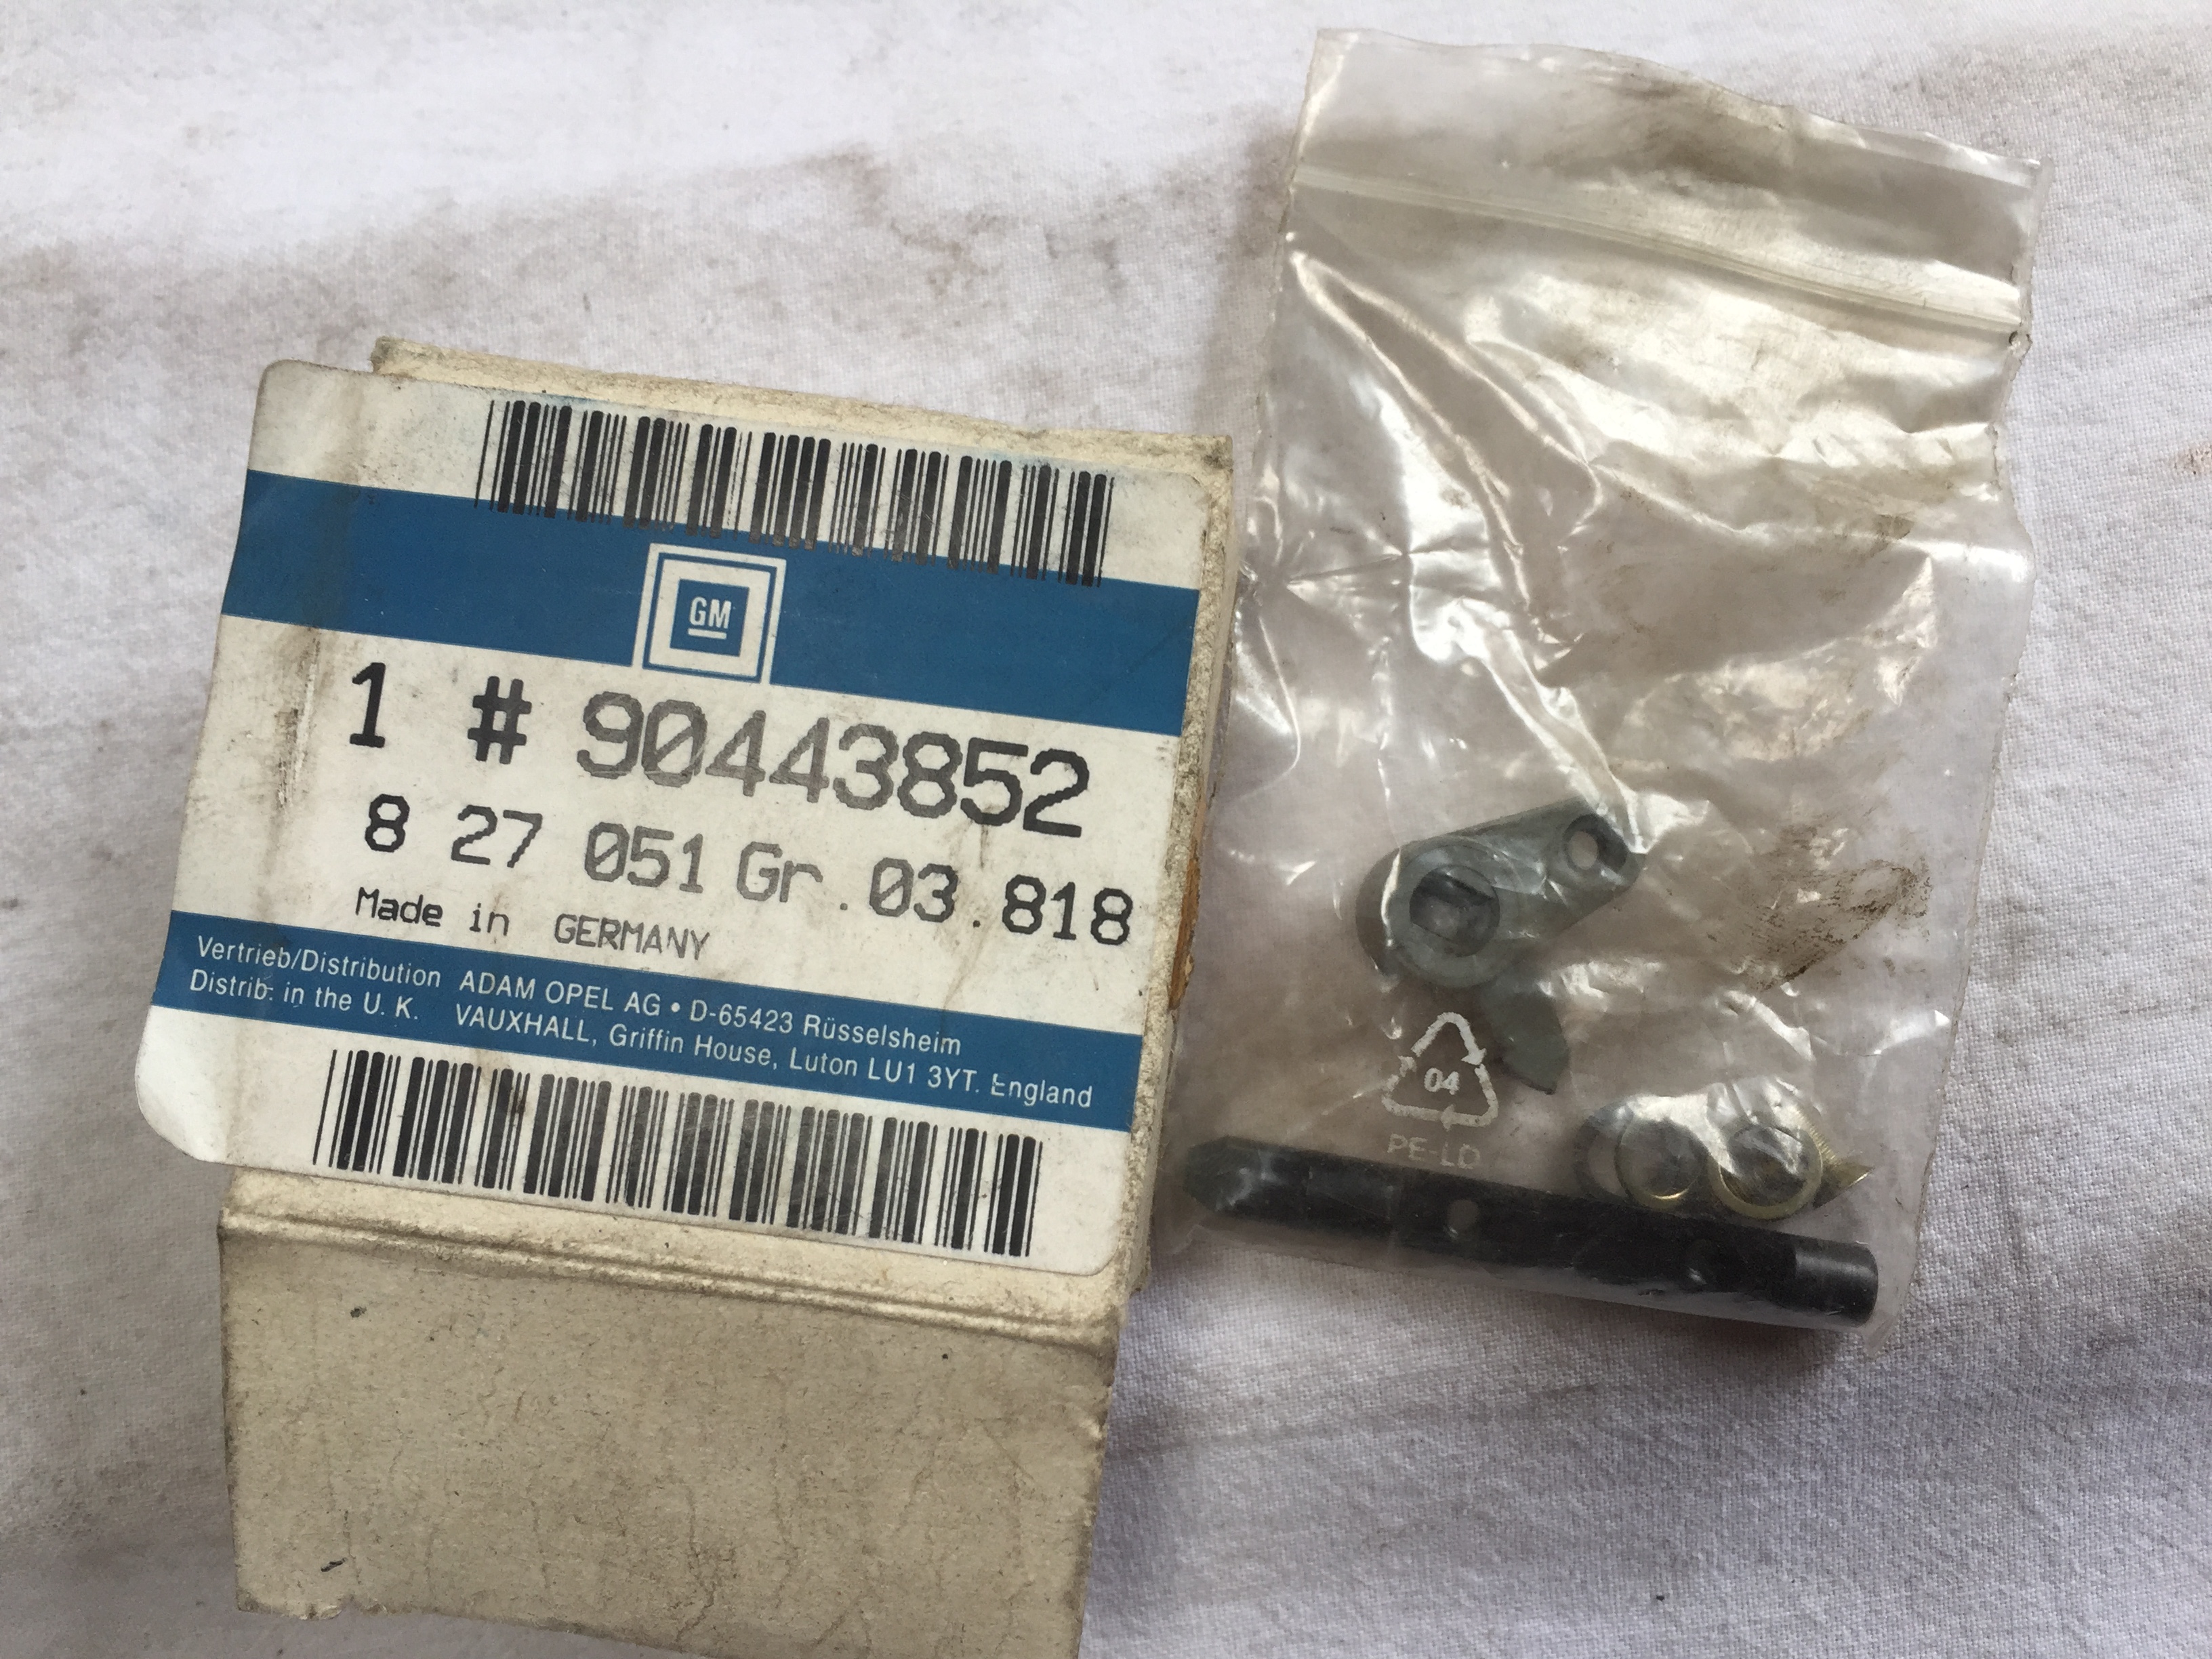 GM
1 # 90443852
8 27 051 Gr.03.818
Made in GERMANY
Vertrieb/Distribution ADAM OPEL AG • D-65423 Rüsselsheim
Distrib. in the U. K. VAUXHALL, Griffin House, Luton LU1 3YT. England
04
PE-LD